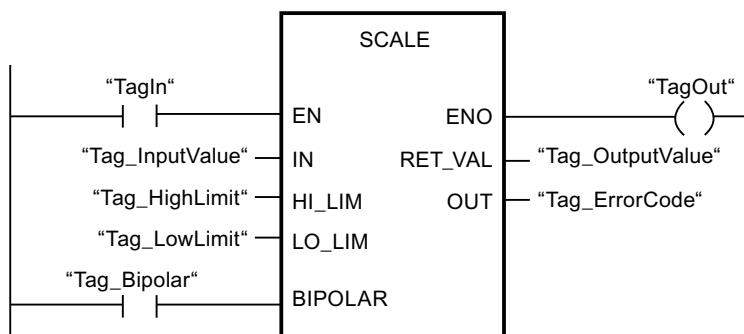 SCALE
“TagIn“
“TagOut“
EN
ENO
“Tag_InputValue“
IN
RET_VAL
“Tag_OutputValue“
“Tag_HighLimit“
HI_LIM
OUT
“Tag_ErrorCode“
“Tag_LowLimit“
LO_LIM
“Tag_Bipolar“
BIPOLAR